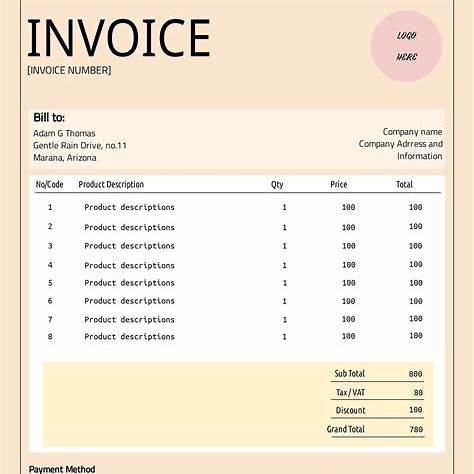 INVOICE
LOGO
HERE
[INVOICE NUMBER]
Bill to:
Adam G Thomas
Gentle Rain Drive, no.11
Marana, Arizona
Company name
Company Adrress and
Information
No/Code Product Description Qty Price Total
1 Product descriptions 1 100 100
2 Product descriptions 1 100 100
3 Product descriptions 1 100 100
4 Product descriptions 1 100 100
5 Product descriptions 1 100 100
6 Product descriptions 1 100 100
7 Product descriptions 1 100 100
8 Product descriptions 1 100 100
Sub Total 800
Tax/VAT 80
Discount 100
Grand Total 780
Payment Method